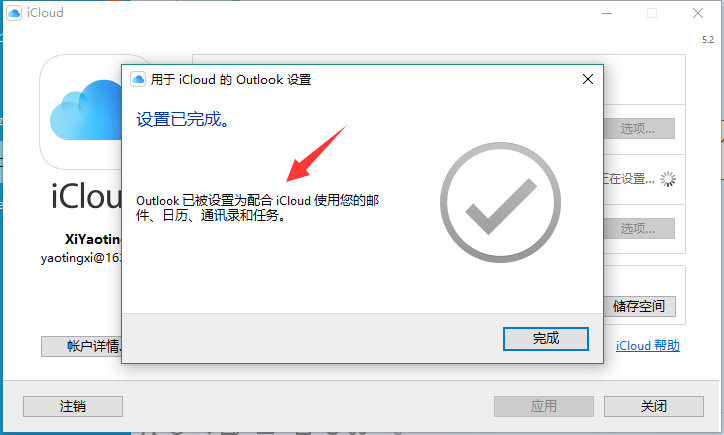 iCloud
5.2
用于 iCloud 的 Outlook 设置
设置已完成。
选项...
正在设置...
iClou
Outlook 已被设置为配合 iCloud 使用您的邮
件、日历、通讯录和任务。
XiYaoting
选项...
yaotingxi@163
储存空间
完成
帐户详情.
iCloud 帮助
注销
应用
关闭